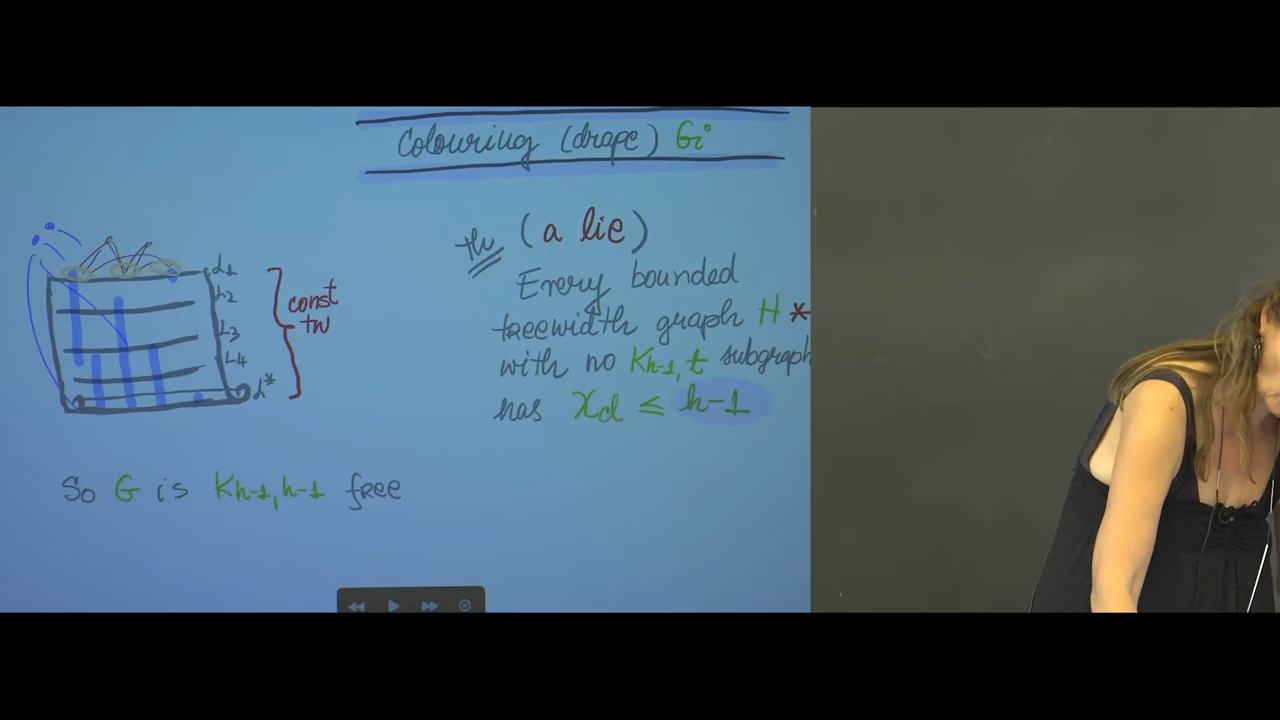 Colouring (drape) Gi
L1
L2
L3
L4
L*
const
tw
th (a lie)
Every bounded
treewidth graph H *
with no Kh-1, t subgraph
has χd ≤ h-1
So G is Kh-1,h-1 free